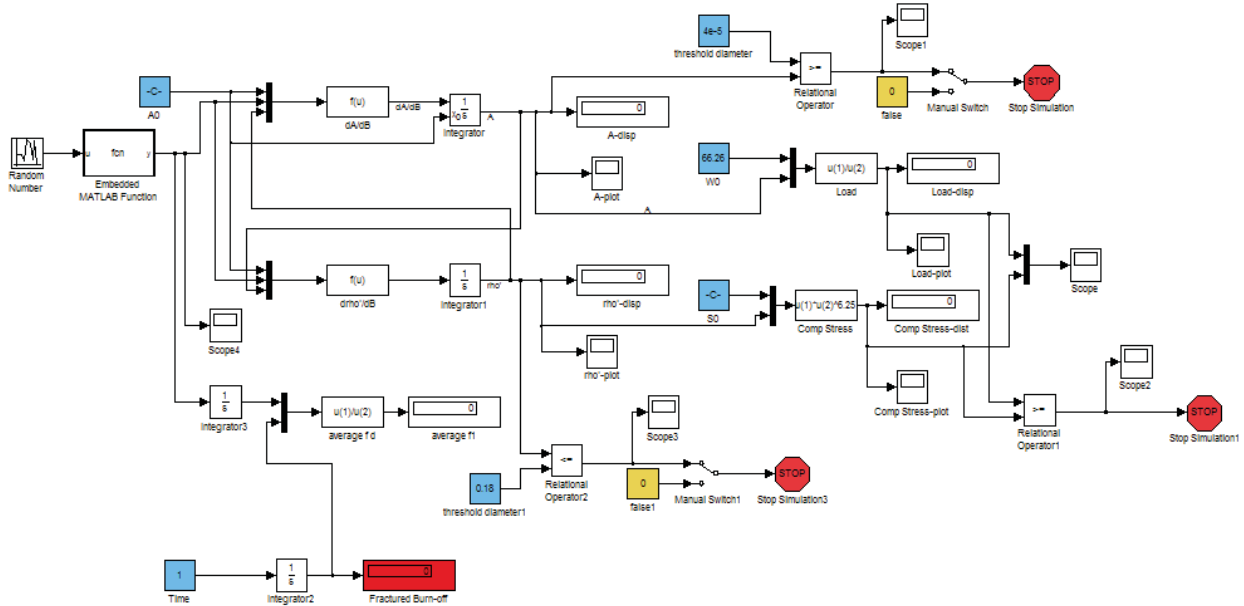 4e-5
threshold diameter
>=
Relational
Operator
Scope1
0
false
Manual Switch
STOP
Stop Simulation
-C-
A0
f(u)
dA/dB
dA/dB
1
s
xo
Integrator
A
0
A-disp
A-plot
A
66.26
W0
u(1)/u(2)
Load
0
Load-disp
Load-plot
Scope
Random
Number
u
fcn
y
Embedded
MATLAB Function
f(u)
drho'/dB
1
s
Integrator1
rho'
0
rho'-disp
rho'-plot
-C-
S0
u(1)*u(2)^6.25
Comp Stress
0
Comp Stress-dist
Comp Stress-plot
Scope4
1
s
Integrator3
u(1)/u(2)
average f d
0
average f1
Scope3
<=
Relational
Operator2
0.18
threshold diameter1
0
false1
Manual Switch1
STOP
Stop Simulation3
>=
Relational
Operator1
Scope2
STOP
Stop Simulation1
1
Time
1
s
Integrator2
0
Fractured Burn-off